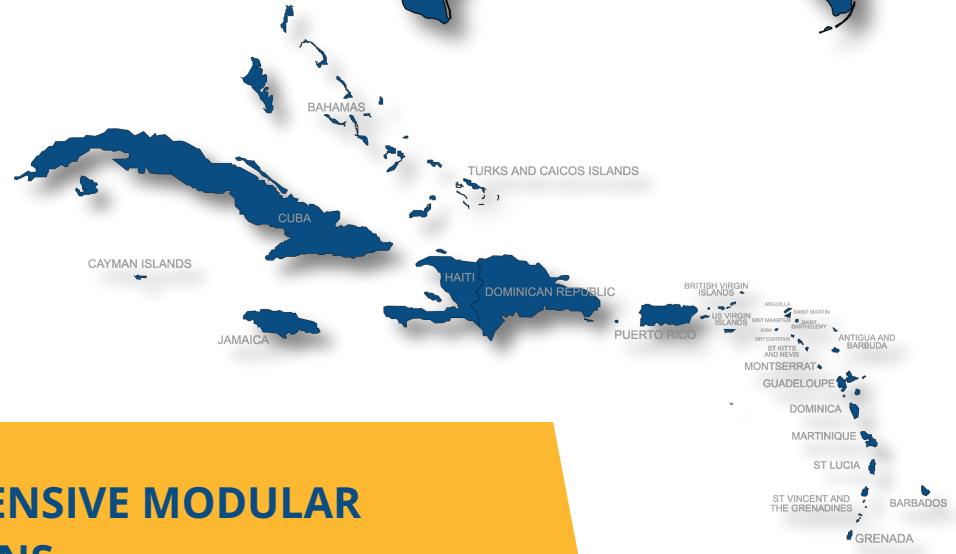 BAHAMAS
TURKS AND CAICOS ISLANDS
CUBA
CAYMAN ISLANDS
HAITI
DOMINICAN REPUBLIC
JAMAICA
PUERTO RICO
BRITISH VIRGIN
ISLANDS
US VIRGIN
ISLANDS
ANGUILLA
SAINT MARTIN
SINT MAARTEN
SAINT
BARTHELEMY
SABA
SINT EUSTATIUS
ST KITTS
AND NEVIS
ANTIGUA AND
BARBUDA
MONTSERRAT
GUADELOUPE
DOMINICA
MARTINIQUE
ST LUCIA
ST VINCENT AND
THE GRENADINES
BARBADOS
GRENADA
ENSIVE MODULAR
NS